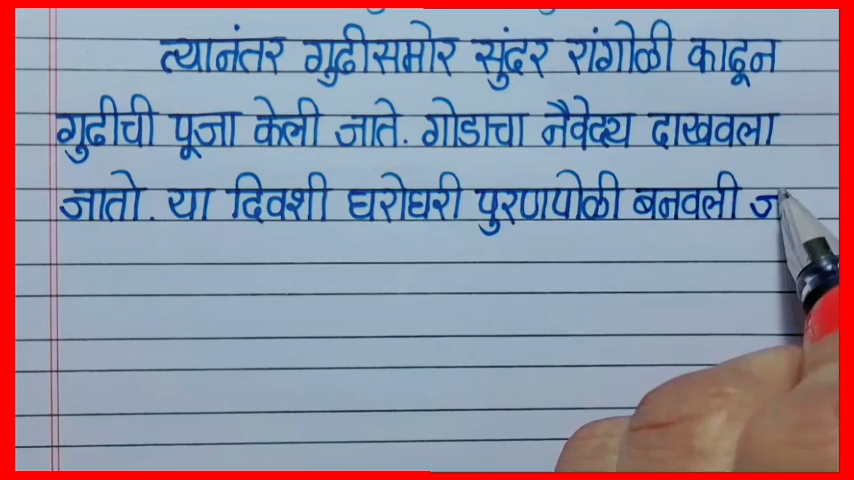 त्यानंतर गुढीसमोर सुंदर रांगोळी काढून
गुढीची पूजा केली जाते. गोडाचा नैवेद्य दाखवला
जातो. या दिवशी घरोघरी पुरणपोळी बनवली ज